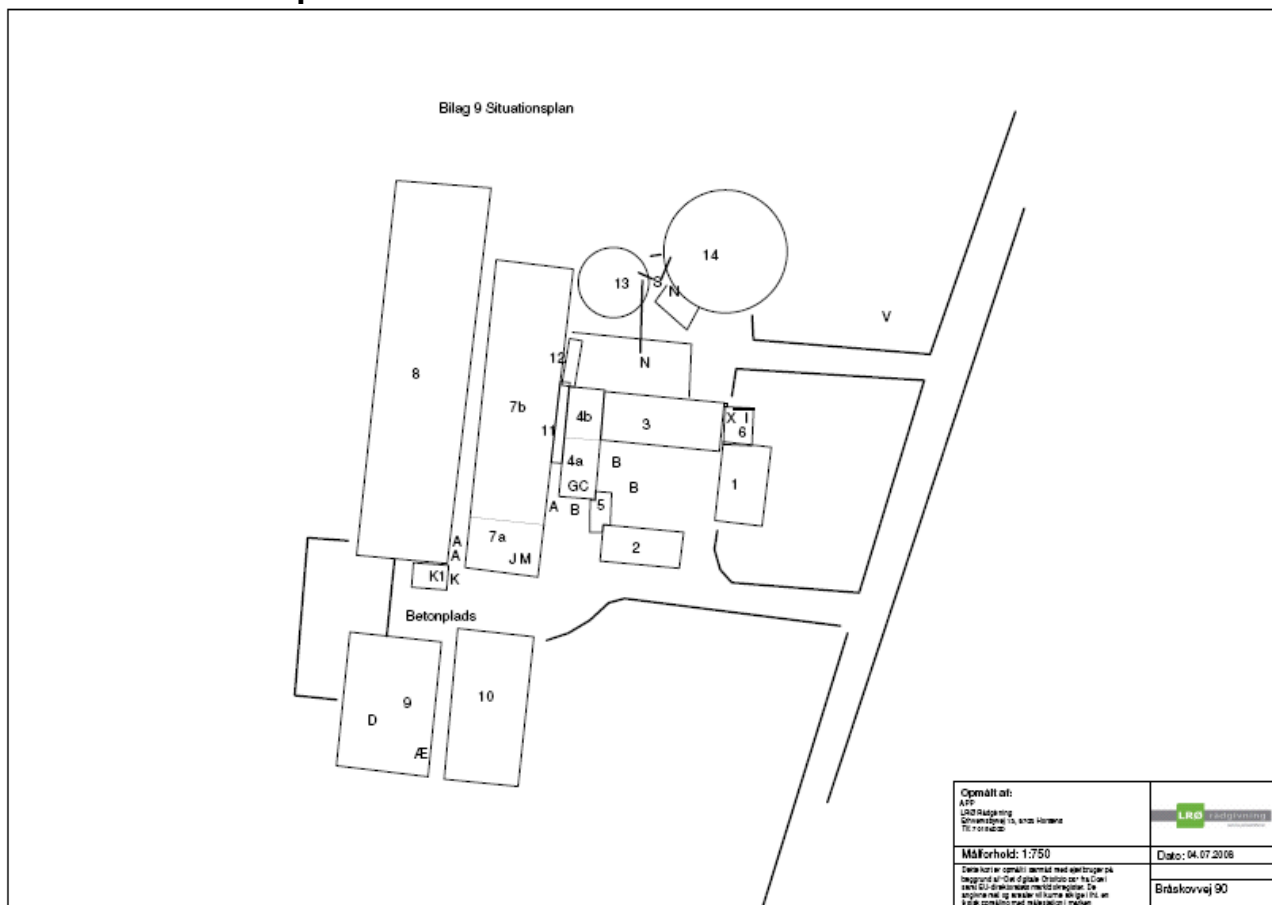 Bilag 9 Situationsplan
14
13
S
N
V
12
N
8
7b
4b
3
X I
6
11
4a
B
GC
B
1
A
B
5
A
7a
2
A
J M
K1
K
Betonplads
10
9
D
Æ
Opmålt af:
APP
LRØ Rådgivning
LRØ rådgivning
Målforhold: 1:750
Dato: 04.07.2008
Bråskovvej 90